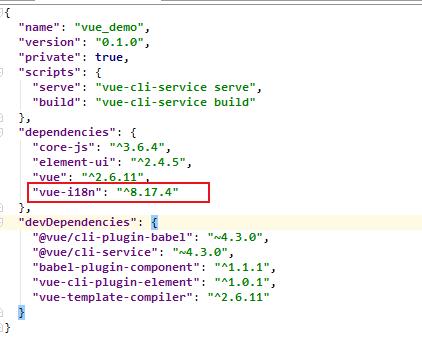 {
  "name": "vue_demo",
  "version": "0.1.0",
  "private": true,
  "scripts": {
    "serve": "vue-cli-service serve",
    "build": "vue-cli-service build"
  },
  "dependencies": {
    "core-js": "^3.6.4",
    "element-ui": "^2.4.5",
    "vue": "^2.6.11",
    "vue-i18n": "^8.17.4"
  },
  "devDependencies": {
    "@vue/cli-plugin-babel": "~4.3.0",
    "@vue/cli-service": "~4.3.0",
    "babel-plugin-component": "^1.1.1",
    "vue-cli-plugin-element": "^1.0.1",
    "vue-template-compiler": "^2.6.11"
  }
}